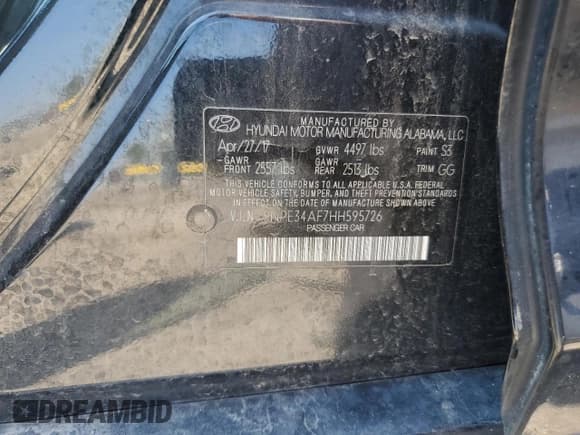 MANUFACTURED BY
HYUNDAI MOTOR MANUFACTURING ALABAMA, LLC
Apr/27/17 GVWR 4497 lbs PAINT S3
GAWR FRONT 2557 lbs GAWR REAR 2513 lbs TRIM GG
THIS VEHICLE CONFORMS TO ALL APPLICABLE U.S.A. FEDERAL
MOTOR VEHICLE SAFETY, BUMPER, AND THEFT PREVENTION STANDARDS
IN EFFECT ON THE DATE OF MANUFACTURE SHOWN ABOVE.
V.I.N. 5NPE34AF7HH595726
PASSENGER CAR
DREAMBID